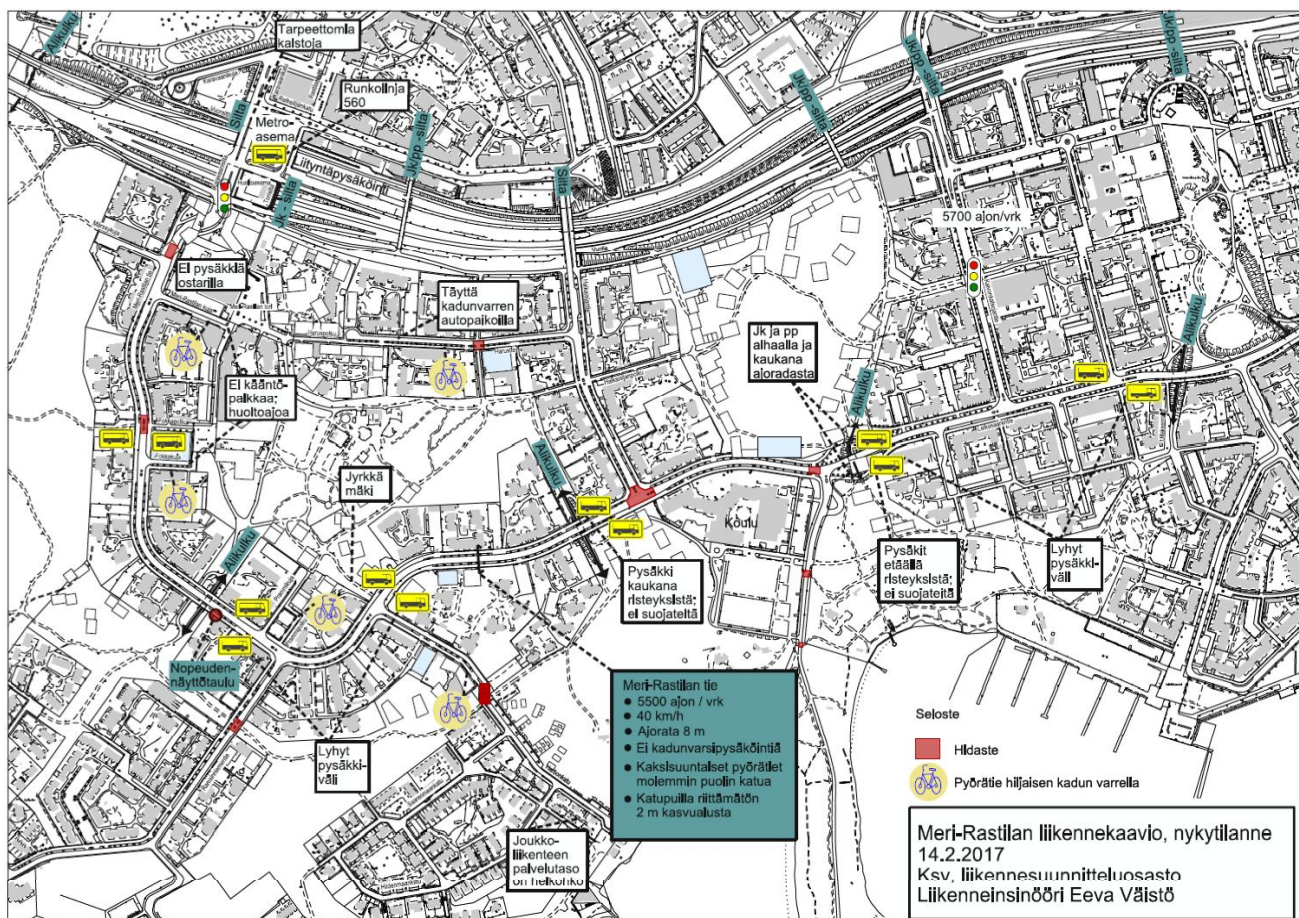 Alikulku
Tarpeettomia
kaistoja
Silta
Runkolinja
560
Metro-
asema
Liityntäpysäköinti
Jk/pp -silta
Jk - silta
Silta
Jk/pp -silta
Jk/pp -silta
Jk/pp -silta
5700 ajon/vrk
Ei pysäkkiä
ostarilla
Täyttä
kadunvarren
autopaikoilla
Jk ja pp
alhaalla ja
kaukana
ajoradasta
Alikulku
Ei kääntö-
paikkaa;
huoltoajoa
Alikulku
Jyrkkä
mäki
Alikulku
Koulu
Alikulku
Pysäkki
kaukana
risteyksistä;
ei suojateitä
Pysäkit
etäällä
risteyksistä;
ei suojateitä
Lyhyt
pysäkki-
väli
Nopeuden-
näyttötaulu
Lyhyt
pysäkki-
väli
Meri-Rastilan tie
● 5500 ajon / vrk
● 40 km/h
● Ajorata 8 m
● Ei kadunvarsipysäköintiä
● Kaksisuuntaiset pyörätiet
molemmin puolin katua
● Katupuilla riittämätön
2 m kasvualusta
Joukko-
liikenteen
palvelutaso
on heikohko
Seloste
Hidaste
Pyörätie hiljaisen kadun varrella
Meri-Rastilan liikennekaavio, nykytilanne
14.2.2017
Ksv, liikennesuunnitteluosasto
Liikenneinsinööri Eeva Väistö